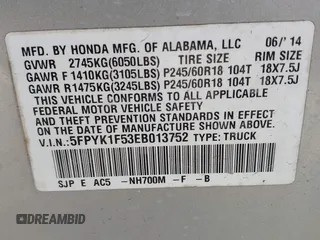 MFD. BY HONDA MFG. OF ALABAMA, LLC 06/'14
GVWR 2745KG(6050LBS) TIRE SIZE RIM SIZE
GAWR F 1410KG(3105LBS) P245/60R18 104T 18X7.5J
GAWR R 1475KG(3245LBS) P245/60R18 104T 18X7.5J
THIS VEHICLE CONFORMS TO ALL APPLICABLE
FEDERAL MOTOR VEHICLE SAFETY STANDARDS IN
EFFECT ON THE DATE OF MANUFACTURE SHOWN ABOVE.
V.I.N.: 5FPYK1F53EB013752 TYPE: TRUCK
SJP E AC5 -NH700M -F -B
© DREAMBID dreambid.com